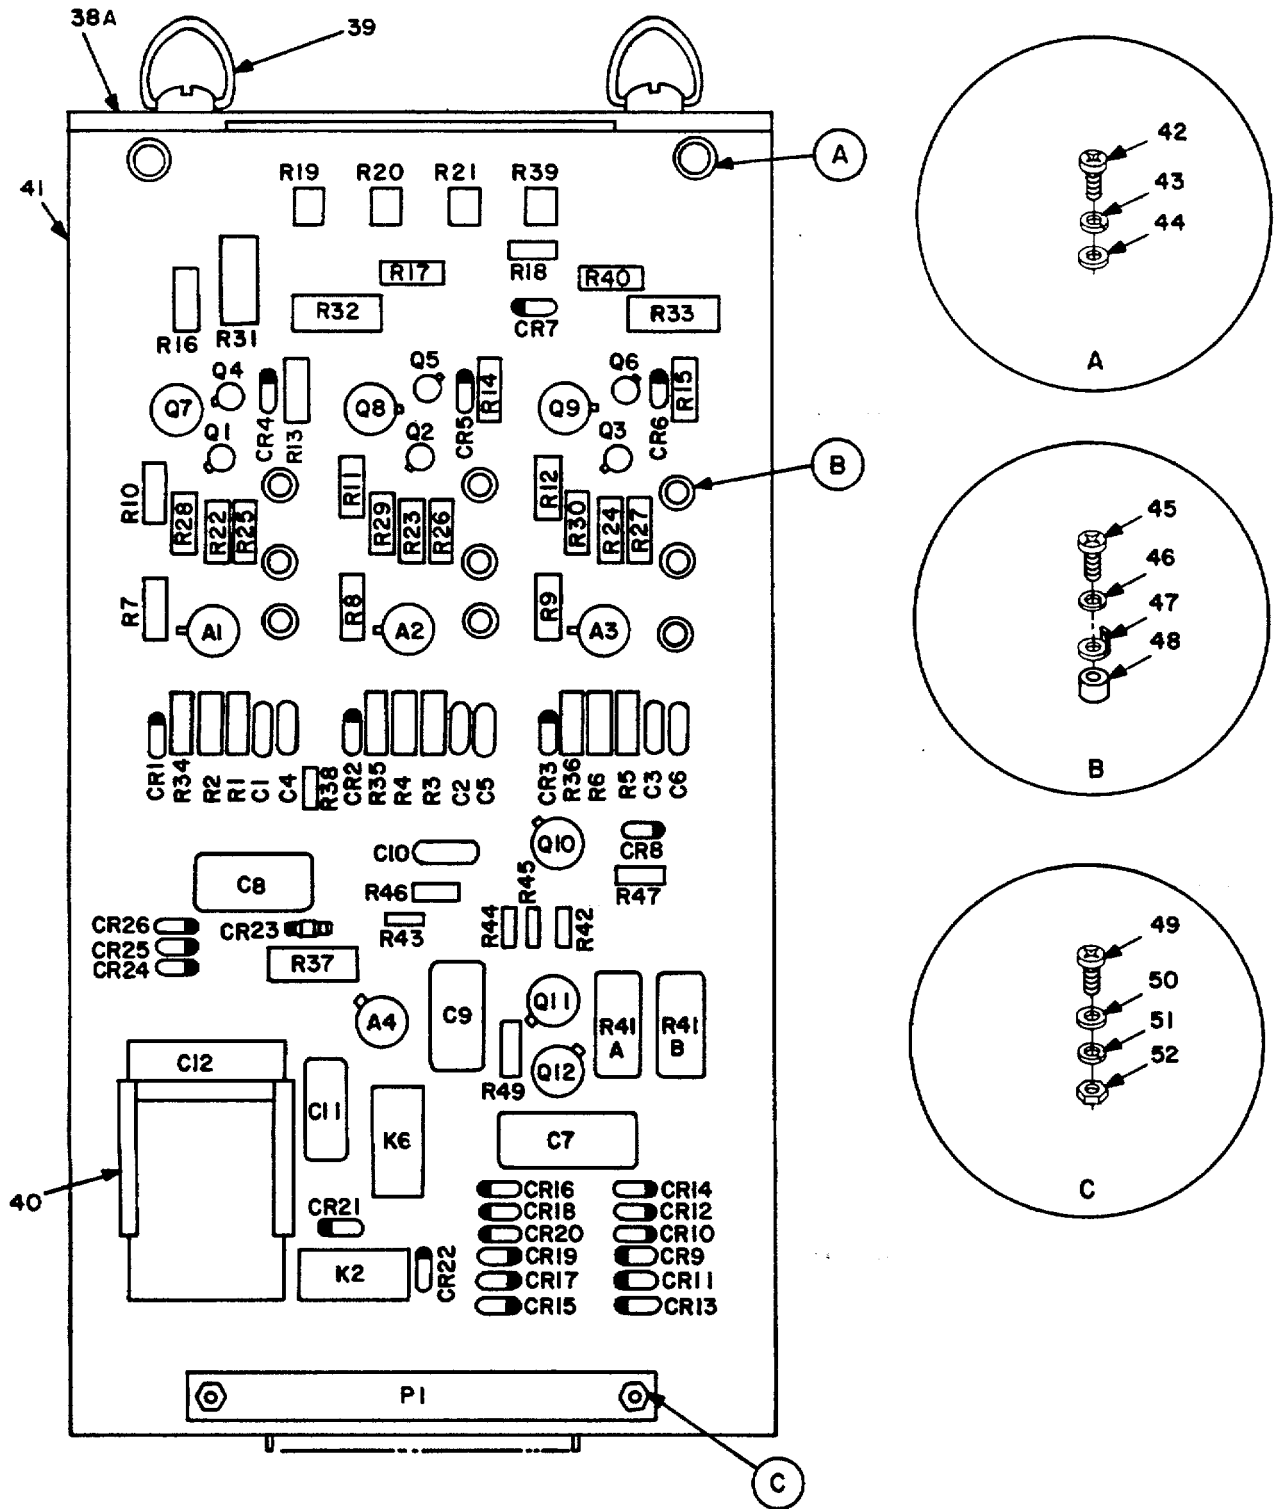 38A
39
A
41
R19 R20 R21 R39
R17 R18 R40
R16 R31 R32 CR7 R33
Q4 Q5 Q6
Q7 CR4 R13 Q8 CR5 R14 Q9 CR6 R15
Q1 Q2 Q3
B
R10 R28 R22 R25 R11 R29 R23 R26 R12 R30 R24 R27
R7 A1 R8 A2 R9 A3
CR1 R34 R2 R1 C1 C4 R38 CR2 R35 R4 R3 C2 C5 CR3 R36 R6 R5 C3 C6
C10 Q10 CR8
C8 R46 R45 R47
CR26 CR23 R43 R44 R42
CR25
CR24 R37
A4 C9 Q11 R41 A R41 B
C12 R49 Q12
C11 K6 C7
40
CR16 CR14
CR21 CR18 CR12
CR20 CR10
K2 CR22 CR19 CR9
CR17 CR11
CR15 CR13
P1
C
42
43
44
A
45
46
47
48
B
49
50
51
52
C